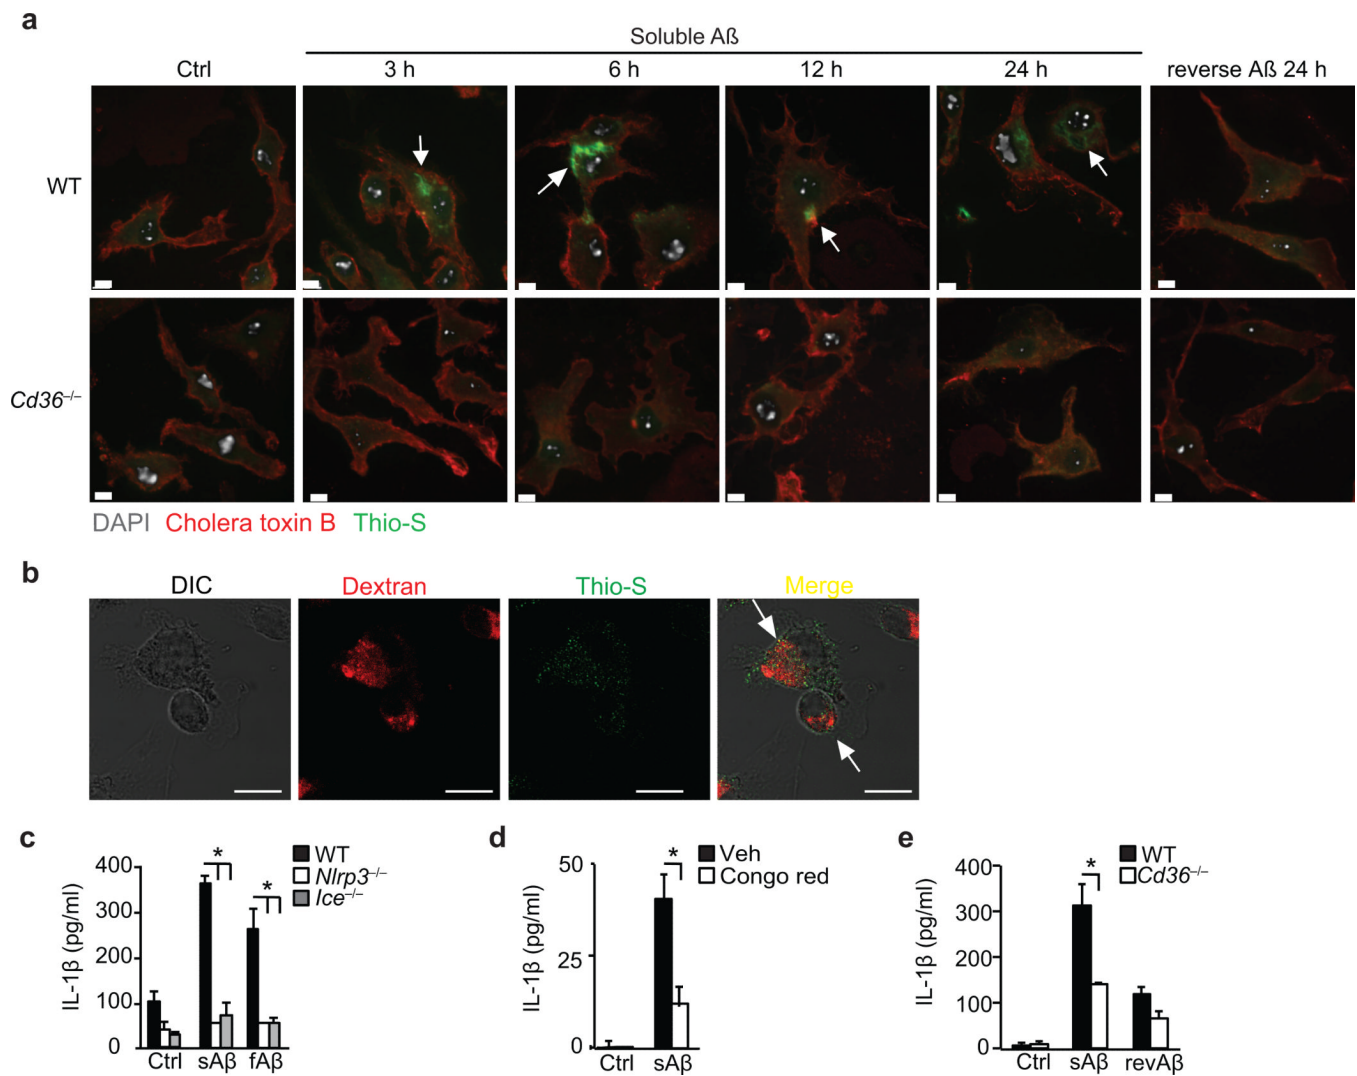 a
Soluble Aß
Ctrl 3 h 6 h 12 h 24 h reverse Aß 24 h
WT
Cd36–/–
DAPI Cholera toxin B Thio-S
b
DIC Dextran Thio-S Merge
c
WT
Nlrp3–/–
Ice–/–
* *
IL-1β (pg/ml)
400
300
200
100
0
Ctrl sAβ fAβ
d
Veh
Congo red
*
IL-1β (pg/ml)
50
25
0
Ctrl sAβ
e
WT
Cd36–/–
*
IL-1β (pg/ml)
400
300
200
100
0
Ctrl sAβ revAβ